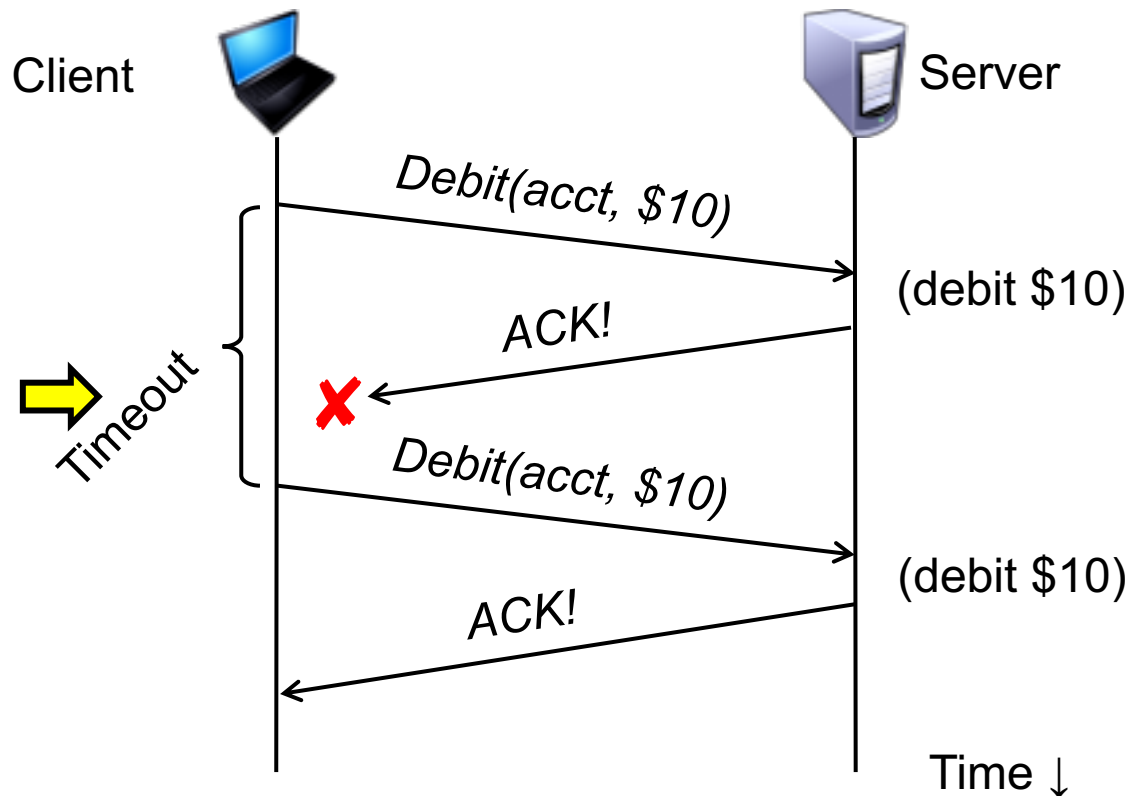 Client
Server
Debit(acct, $10)
(debit $10)
ACK!
Timeout
Debit(acct, $10)
(debit $10)
ACK!
Time ↓